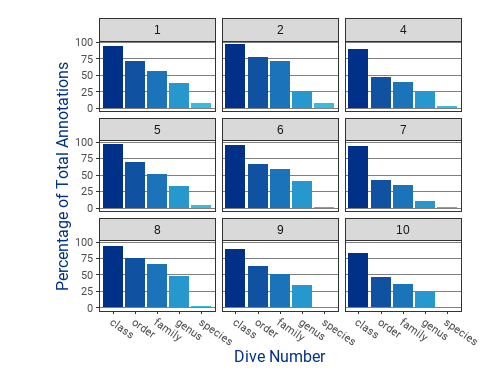 1 2 4
100
75
50
25
0
5 6 7
100
75
50
25
0
8 9 10
100
75
50
25
0
class order family genus species class order family genus species class order family genus species
Dive Number
Percentage of Total Annotations